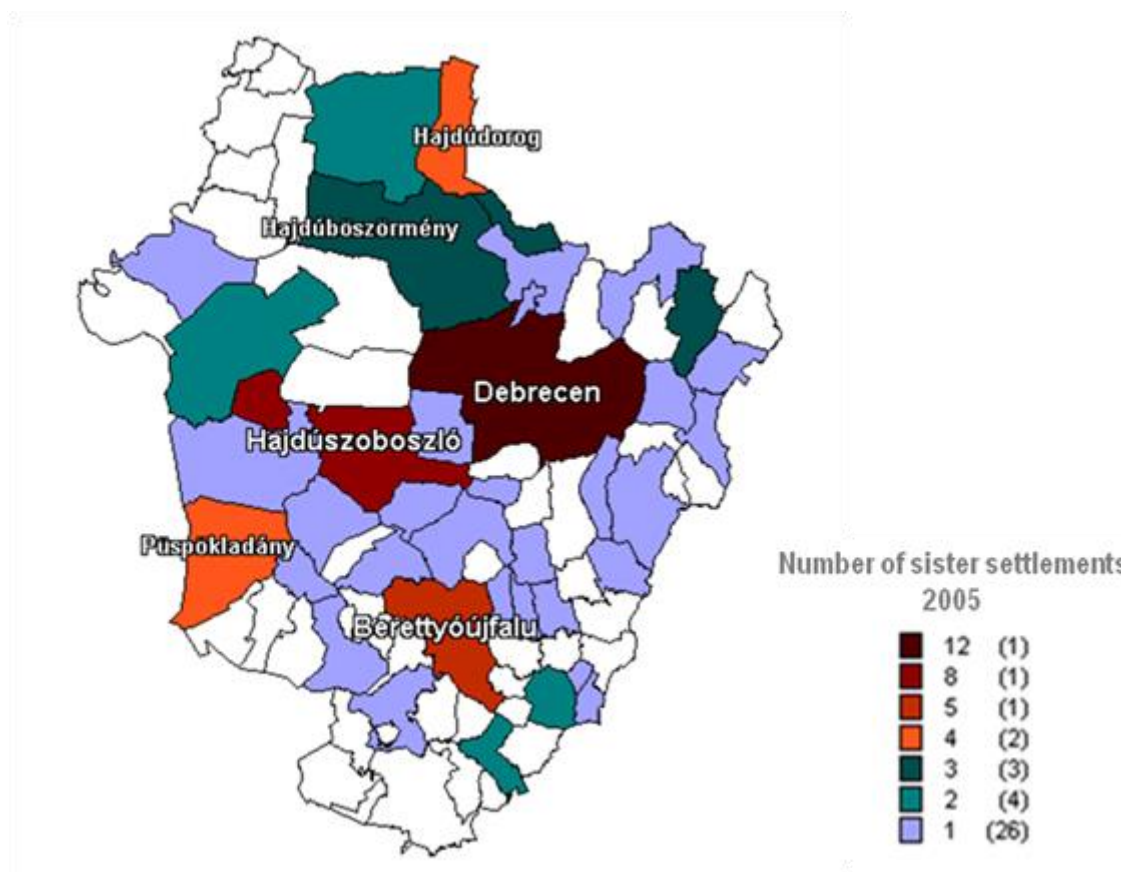 Hajdúdorog
Hajdúböszörmény
Debrecen
Hajdúszoboszló
Püspökladány
Berettyóújfalu
Number of sister settlements
2005
12 (1)
8 (1)
5 (1)
4 (2)
3 (3)
2 (4)
1 (26)